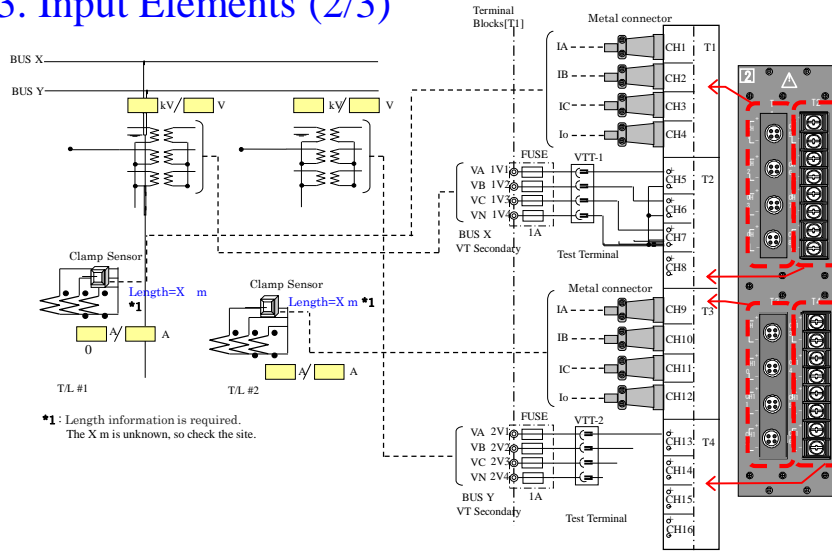 3. Input Elements (2/3)
Terminal
Blocks[T1]
Metal connector
BUS X
BUS Y
kV/ V
kV/ V
IA
IB
IC
Io
CH1
CH2
CH3
CH4
T1
FUSE
VTT-1
VA 1V1
VB 1V2
VC 1V3
VN 1V4
BUS X
VT Secondary
1A
Test Terminal
CH5
CH6
CH7
CH8
T2
2
Clamp Sensor
Length=X m
*1
A/ A
0
T/L #1
Clamp Sensor
Length=X m *1
A/ A
T/L #2
Metal connector
IA
IB
IC
Io
CH9
CH10
CH11
CH12
T3
*1 : Length information is required.
The X m is unknown, so check the site.
FUSE
VTT-2
VA 2V1
VB 2V2
VC 2V3
VN 2V4
BUS Y
VT Secondary
1A
Test Terminal
CH13
CH14
CH15
CH16
T4